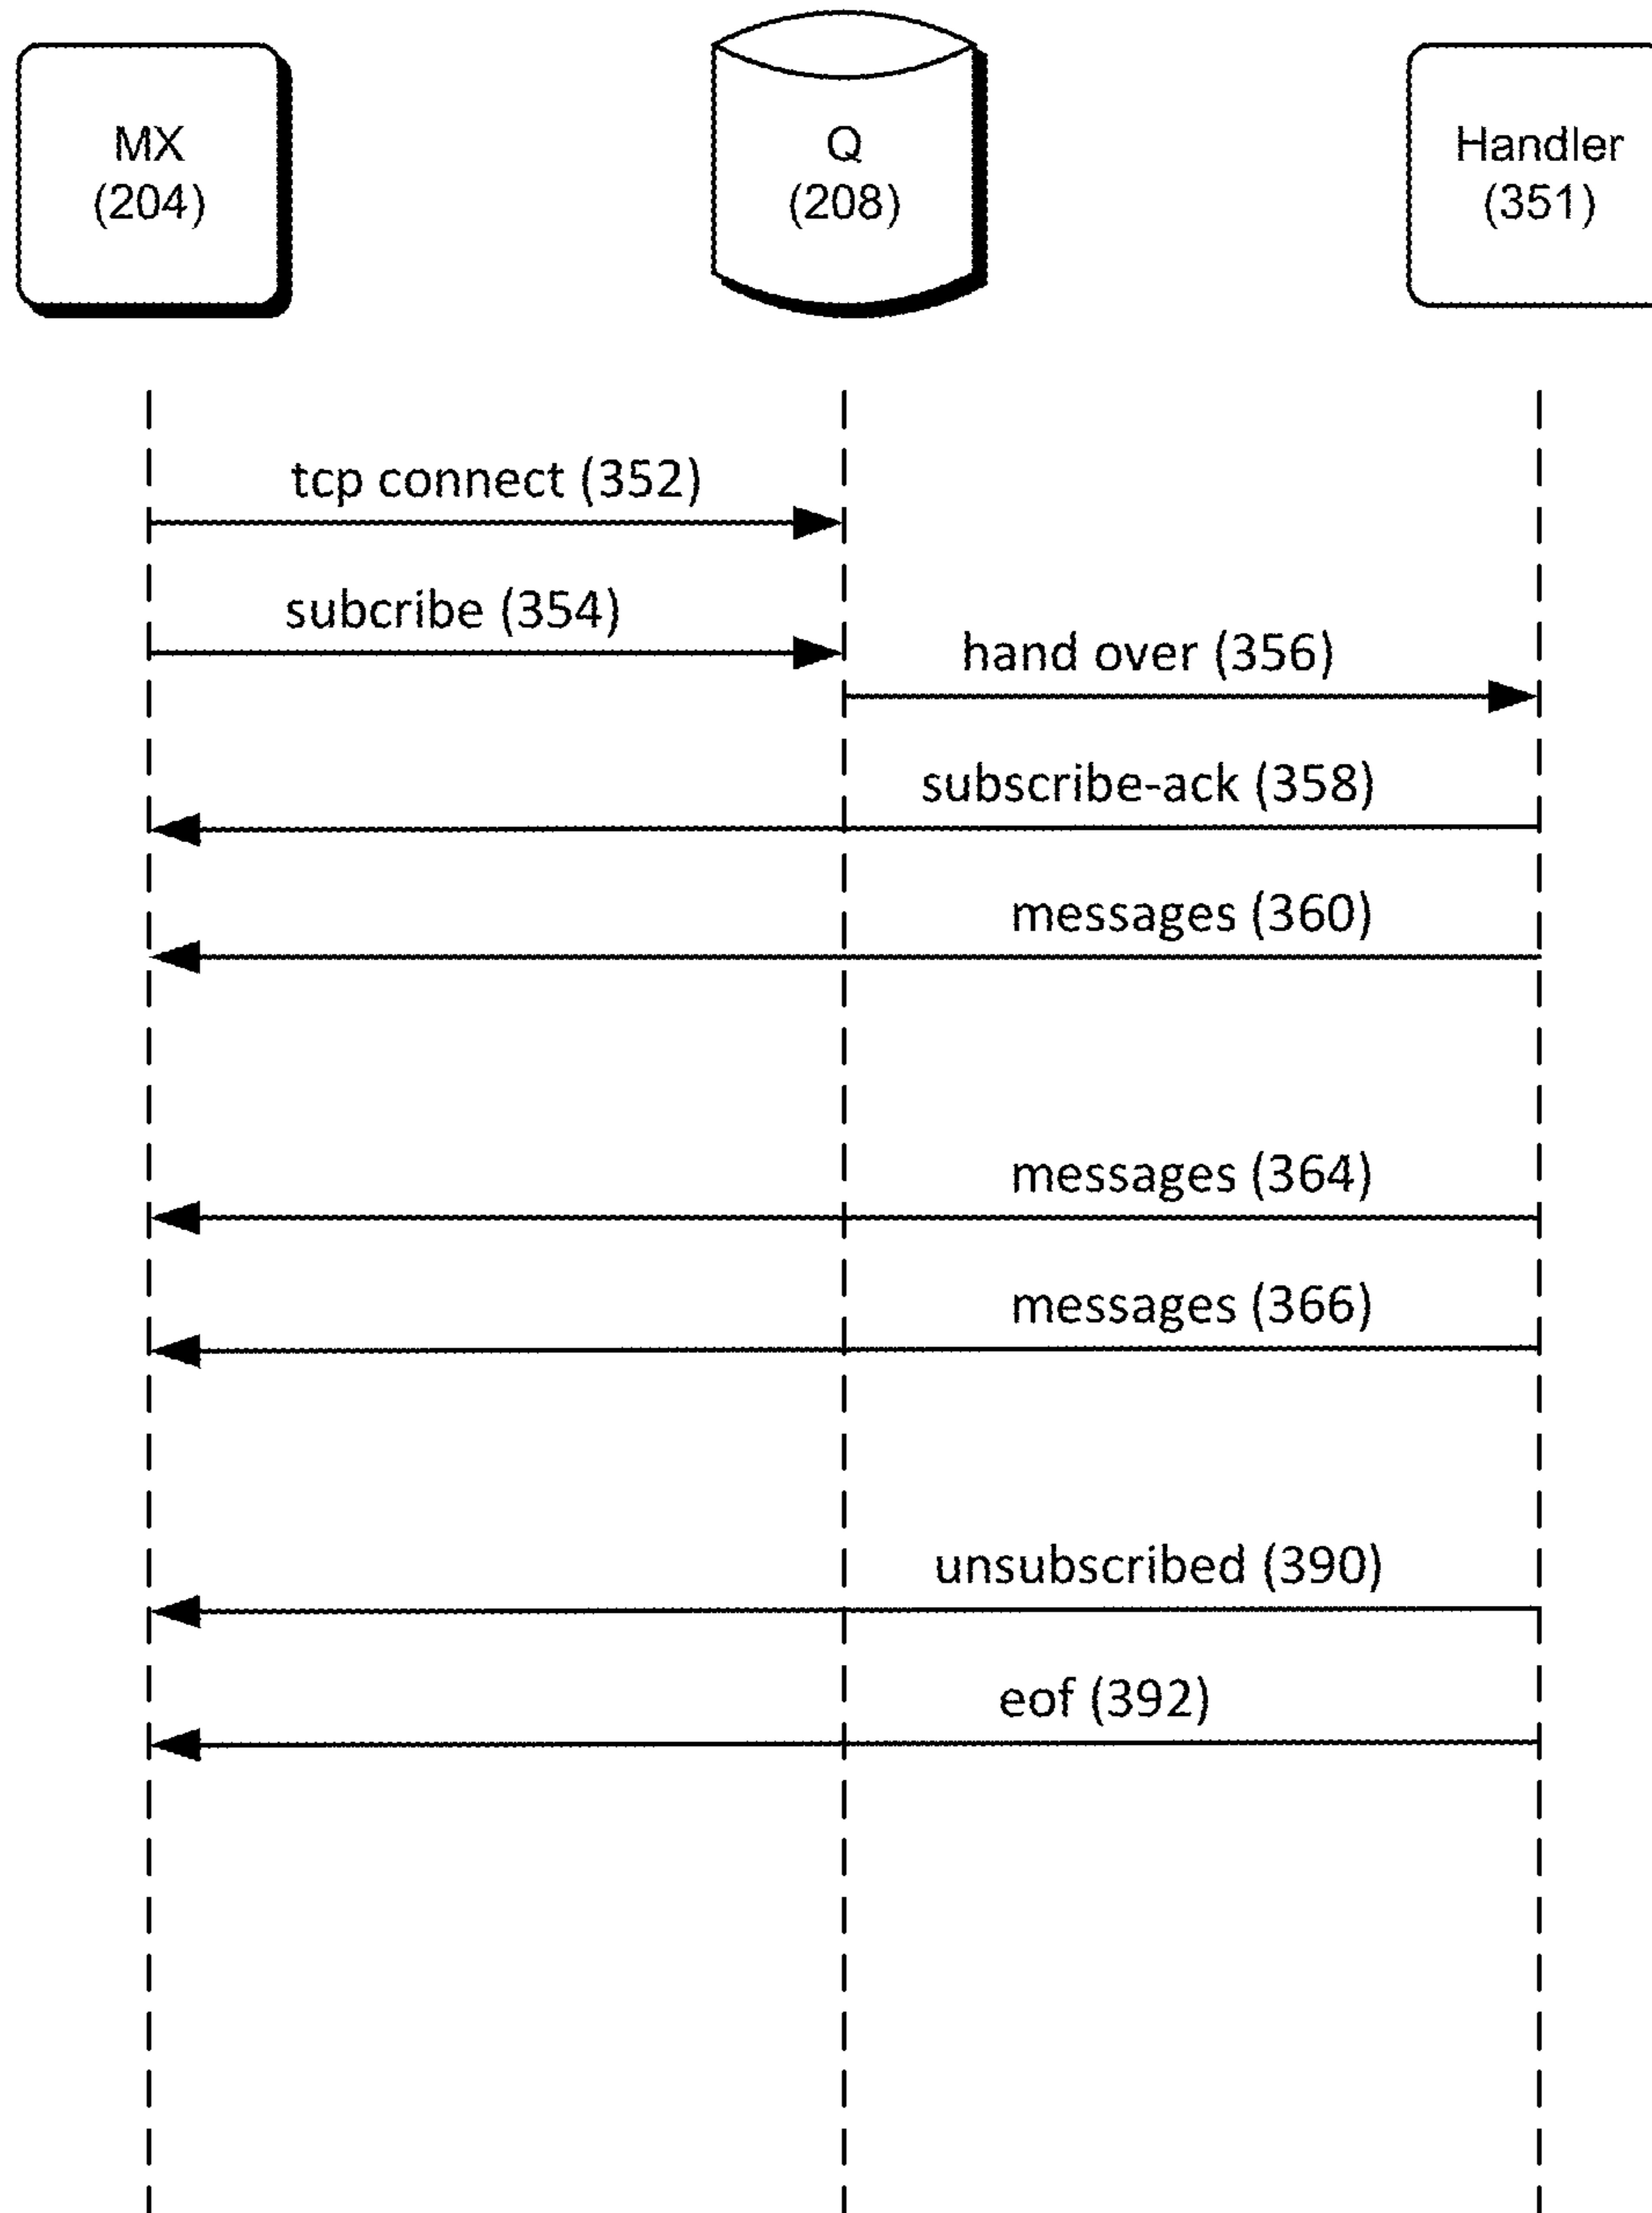 MX
(204)
Q
(208)
Handler
(351)
tcp connect (352)
subcribe (354)
hand over (356)
subscribe-ack (358)
messages (360)
messages (364)
messages (366)
unsubscribed (390)
eof (392)